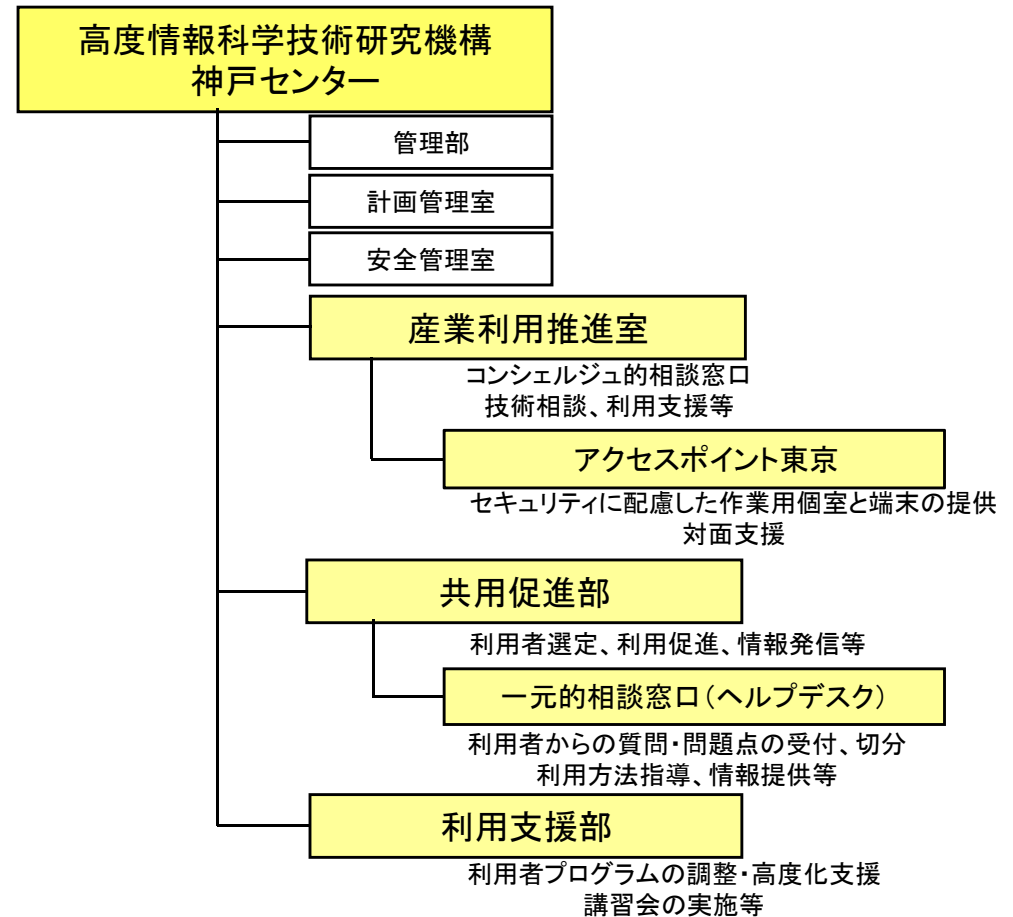 高度情報科学技術研究機構
神戸センター
管理部
計画管理室
安全管理室
産業利用推進室
コンシェルジュ的相談窓口
技術相談、利用支援等
アクセスポイント東京
セキュリティに配慮した作業用個室と端末の提供
対面支援
共用促進部
利用者選定、利用促進、情報発信等
一元的相談窓口（ヘルプデスク）
利用者からの質問・問題点の受付、切分
利用方法指導、情報提供等
利用支援部
利用者プログラムの調整・高度化支援
講習会の実施等